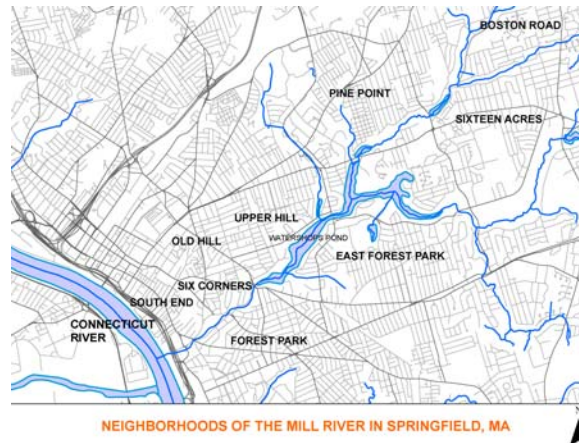 BOSTON ROAD
PINE POINT
SIXTEEN ACRES
UPPER HILL
WATERSHOPS POND
OLD HILL
EAST FOREST PARK
SIX CORNERS
SOUTH END
CONNECTICUT
RIVER
FOREST PARK
NEIGHBORHOODS OF THE MILL RIVER IN SPRINGFIELD, MA